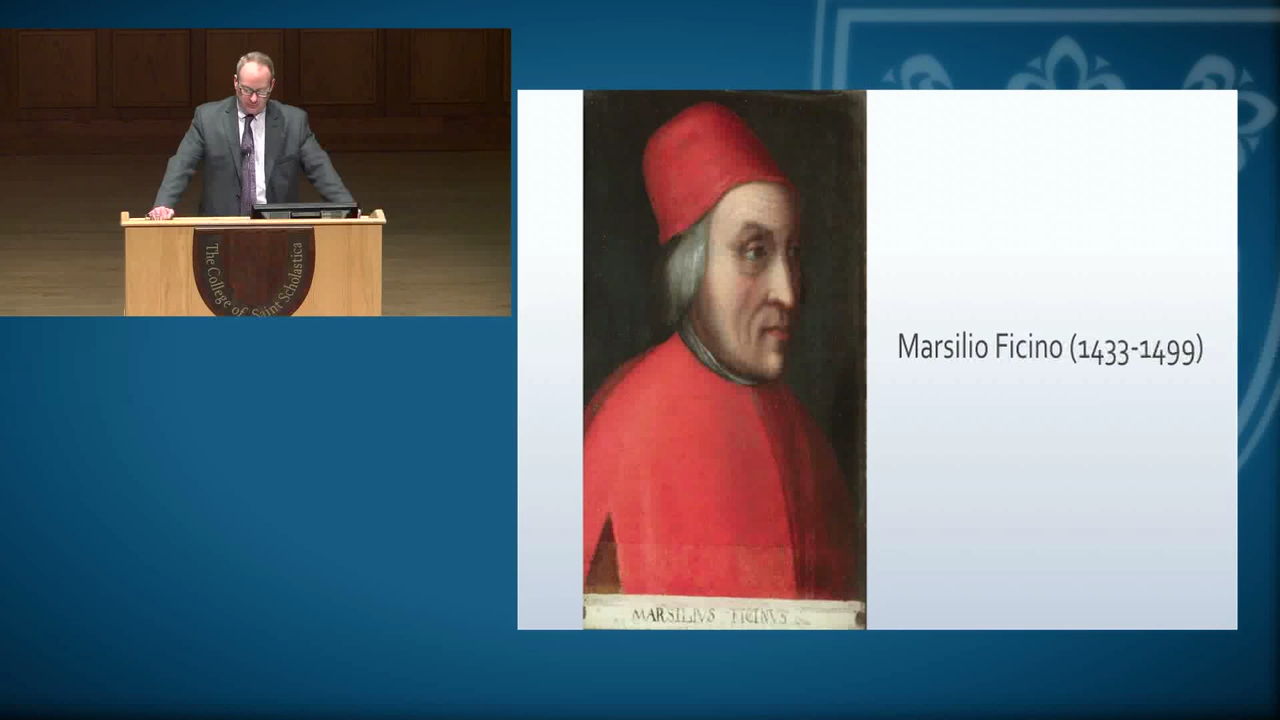 The College of Saint Scholastica
Marsilio Ficino (1433-1499)
MARSILIVS FICINVS